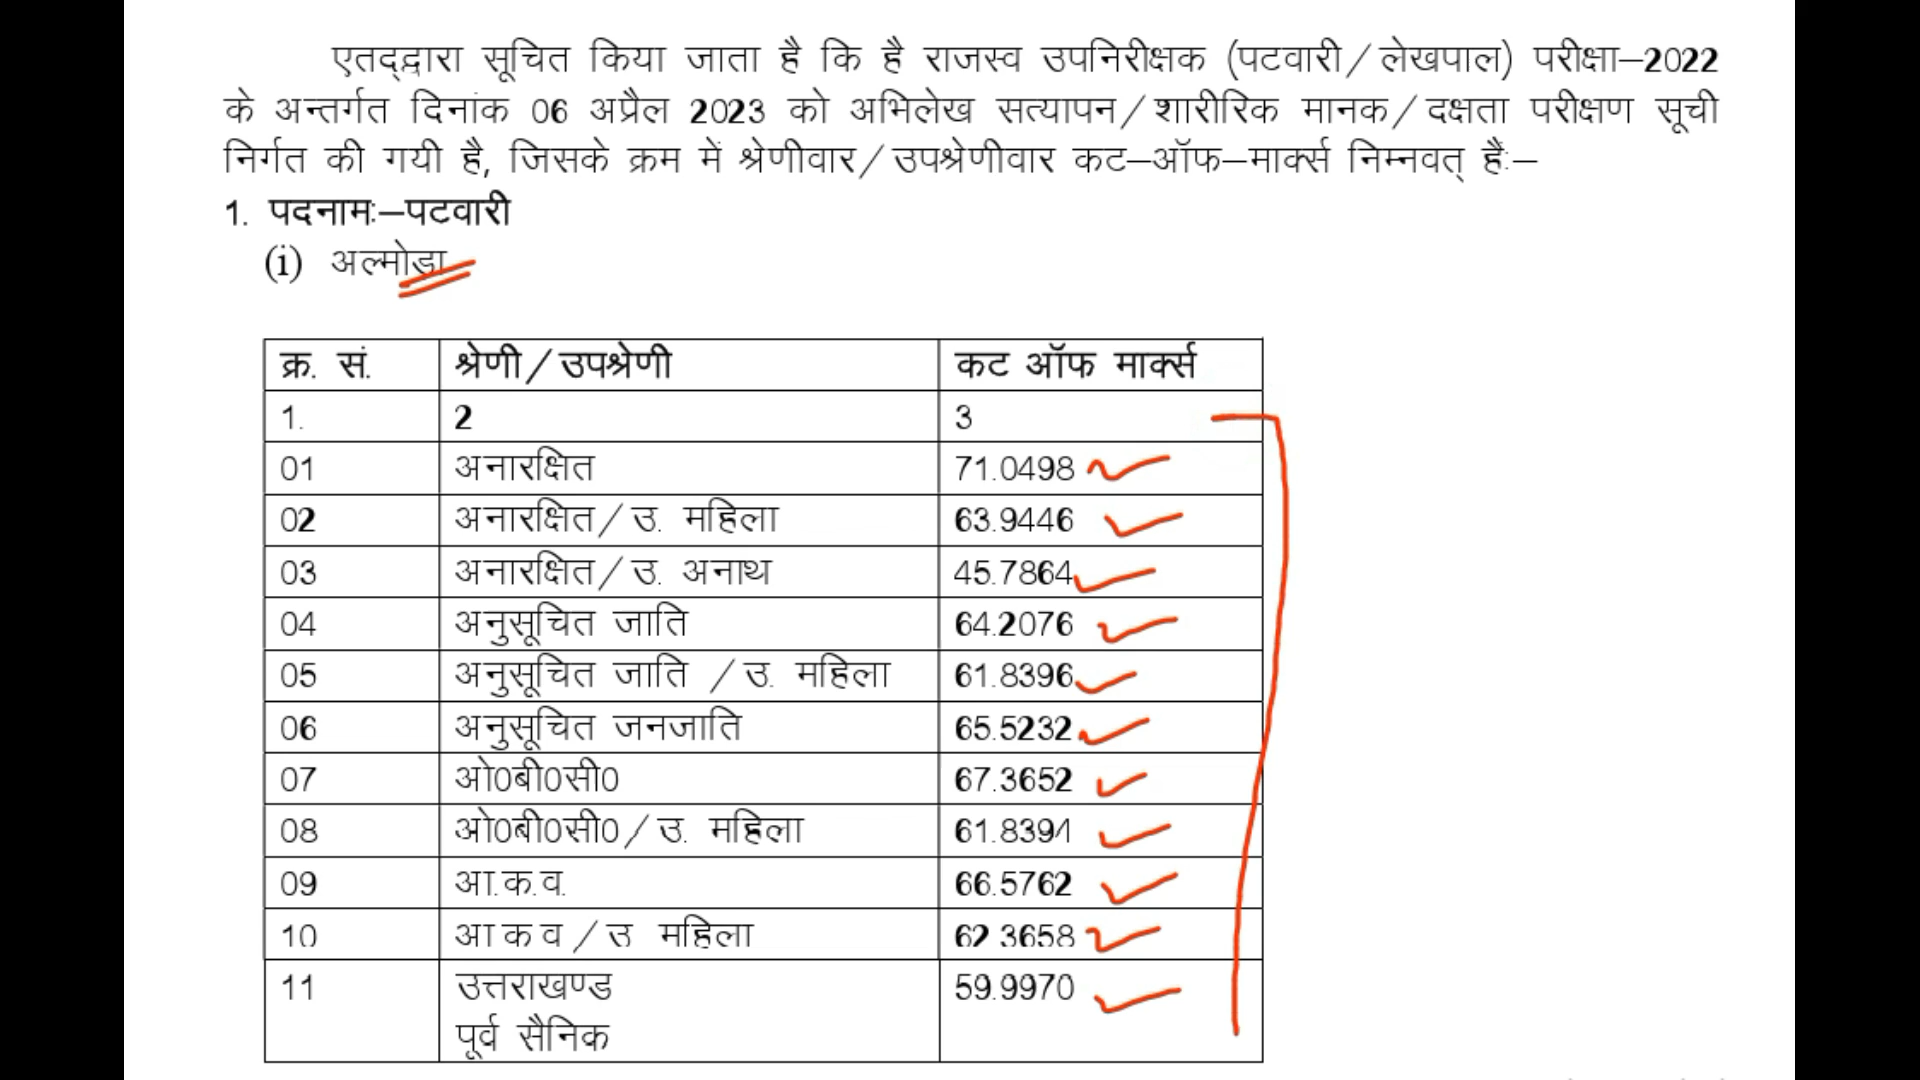 एतद्द्वारा सूचित किया जाता है कि है राजस्व उपनिरीक्षक (पटवारी/लेखपाल) परीक्षा–2022
के अन्तर्गत दिनांक 06 अप्रैल 2023 को अभिलेख सत्यापन/शारीरिक मानक/दक्षता परीक्षण सूची
निर्गत की गयी है, जिसके क्रम में श्रेणीवार/उपश्रेणीवार कट–ऑफ–मार्क्स निम्नवत् हैः–
1. पदनामः–पटवारी
(i) अल्मोडा
क्र. सं. श्रेणी/उपश्रेणी कट ऑफ मार्क्स
1. 2 3
01 अनारक्षित 71.0498
02 अनारक्षित/उ. महिला 63.9446
03 अनारक्षित/उ. अनाथ 45.7864
04 अनुसूचित जाति 64.2076
05 अनुसूचित जाति /उ. महिला 61.8396
06 अनुसूचित जनजाति 65.5232
07 ओ0बी0सी0 67.3652
08 ओ0बी0सी0/उ. महिला 61.8394
09 आ.क.व. 66.5762
10 आ क व /उ महिला 62 3658
11 उत्तराखण्ड 59.9970
पूर्व सैनिक